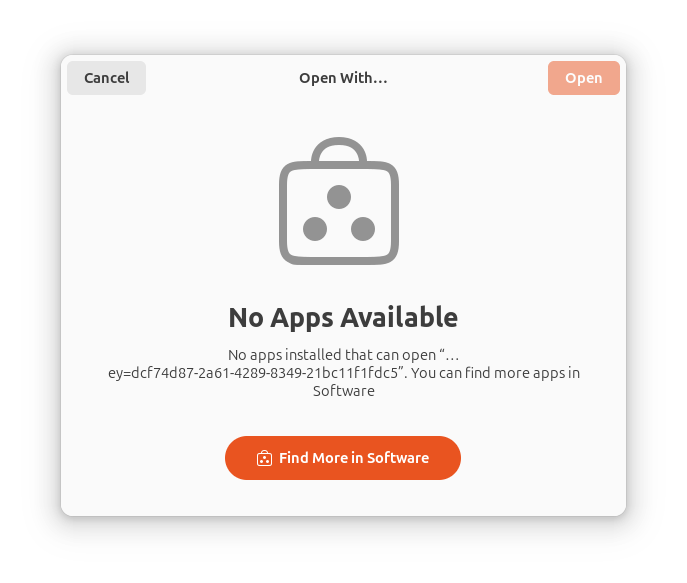 Cancel
Open With…
Open
No Apps Available
No apps installed that can open “…
ey=dcf74d87-2a61-4289-8349-21bc11f1fdc5”. You can find more apps in
Software
Find More in Software